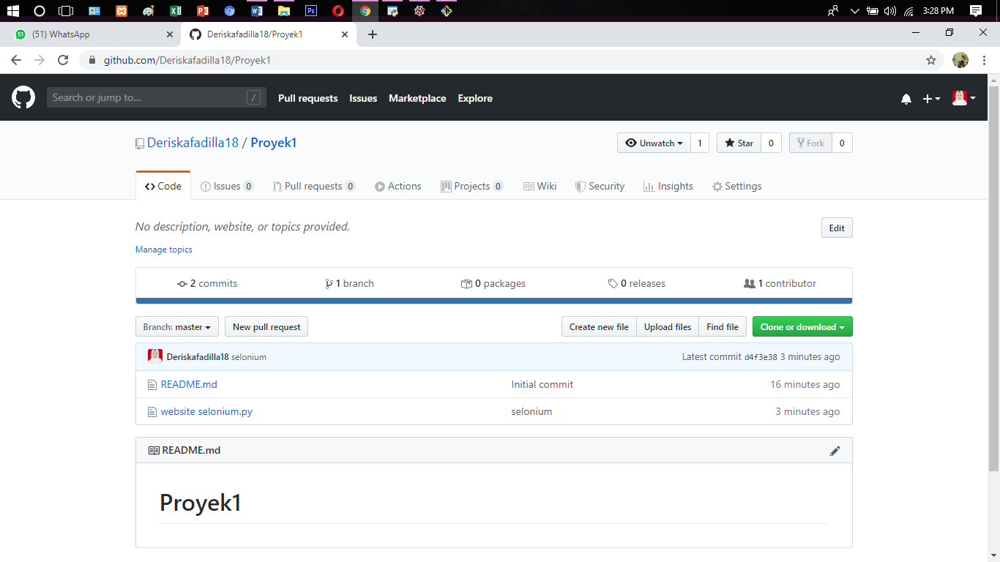 3:28 PM
(51) WhatsApp
Deriskafadilla18/Proyek1
github.com/Deriskafadilla18/Proyek1
Search or jump to... /
Pull requests Issues Marketplace Explore
Deriskafadilla18 / Proyek1
Unwatch 1 Star 0 Fork 0
Code Issues 0 Pull requests 0 Actions Projects 0 Wiki Security Insights Settings
No description, website, or topics provided. Edit
Manage topics
2 commits 1 branch 0 packages 0 releases 1 contributor
Branch: master New pull request Create new file Upload files Find file Clone or download
Deriskafadilla18 selonium Latest commit d4f3e38 3 minutes ago
README.md Initial commit 16 minutes ago
website selonium.py selonium 3 minutes ago
README.md
Proyek1